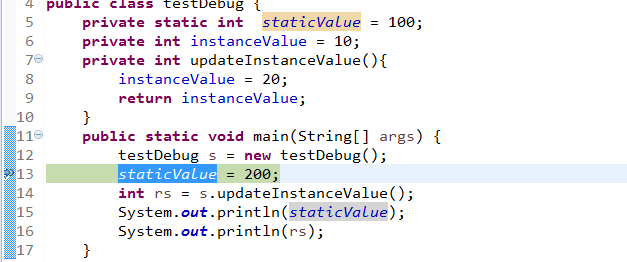 4 public class testDebug {
5 private static int  staticValue = 100;
6 private int instanceValue = 10;
7 private int updateInstanceValue(){
8 instanceValue = 20;
9 return instanceValue;
10 }
11 public static void main(String[] args) {
12 testDebug s = new testDebug();
13 staticValue = 200;
14 int rs = s.updateInstanceValue();
15 System.out.println(staticValue);
16 System.out.println(rs);
17 }